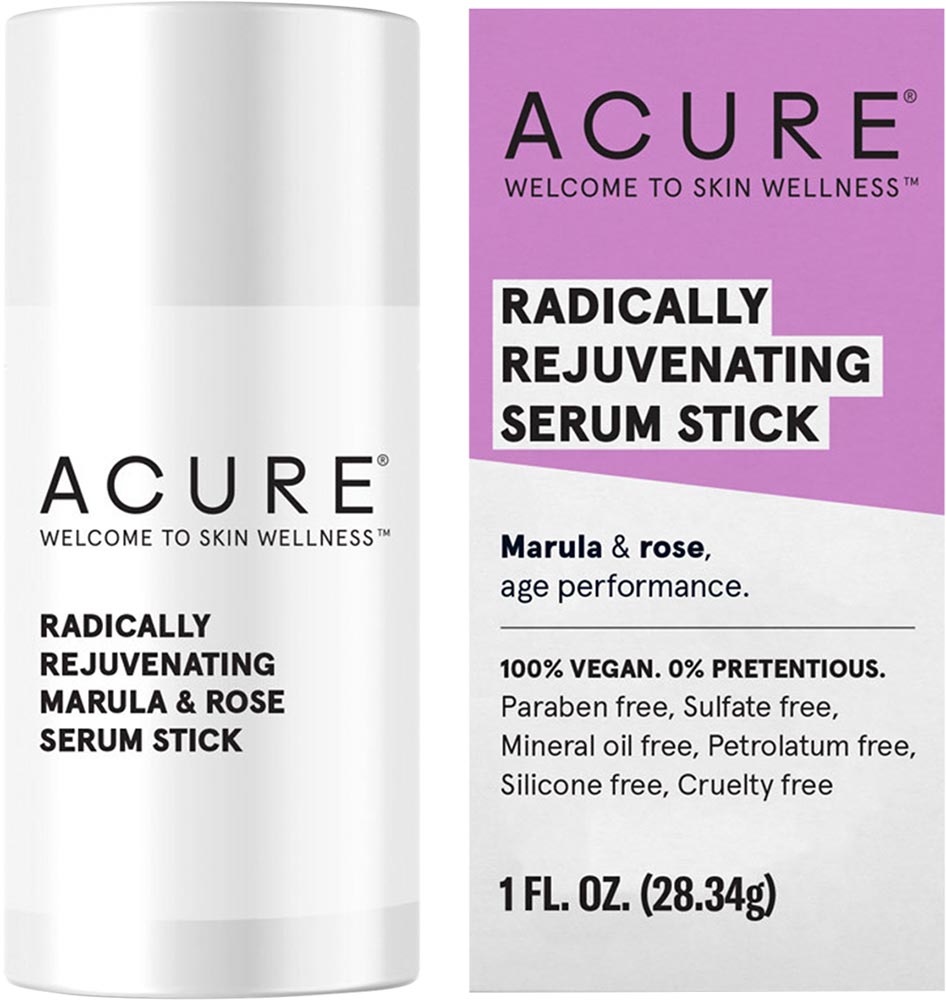 ACURE®
WELCOME TO SKIN WELLNESS™
RADICALLY
REJUVENATING
MARULA & ROSE
SERUM STICK
ACURE®
WELCOME TO SKIN WELLNESS™
RADICALLY
REJUVENATING
SERUM STICK
Marula & rose,
age performance.
100% VEGAN. 0% PRETENTIOUS.
Paraben free, Sulfate free,
Mineral oil free, Petrolatum free,
Silicone free, Cruelty free
1 FL. OZ. (28.34g)